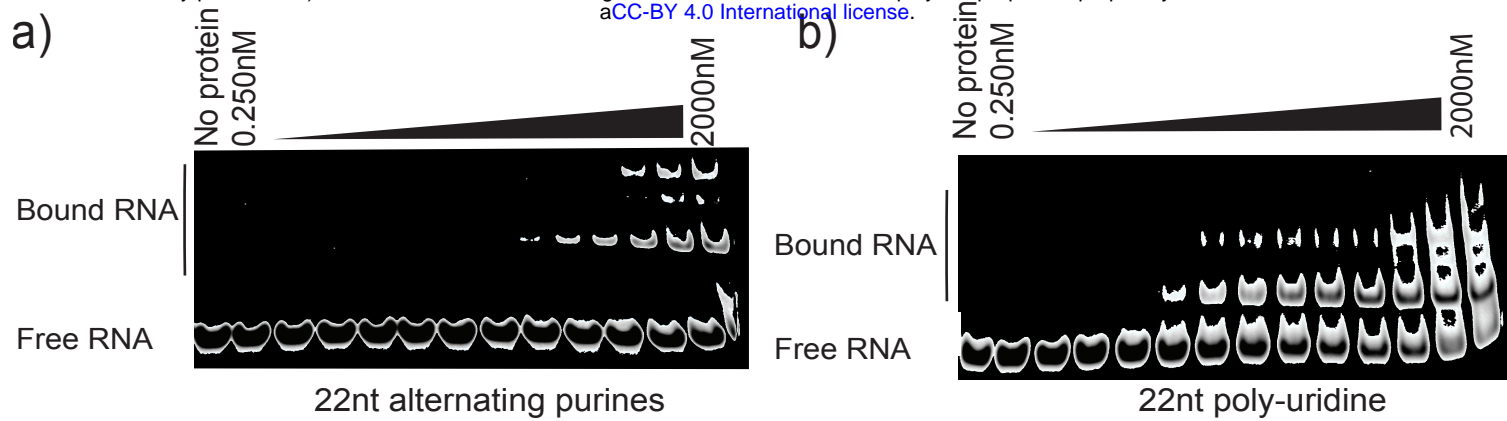 aCC-BY 4.0 International license.
a)
No protein
0.250nM
2000nM
Bound RNA
Free RNA
22nt alternating purines
b)
No protein
0.250nM
2000nM
Bound RNA
Free RNA
22nt poly-uridine